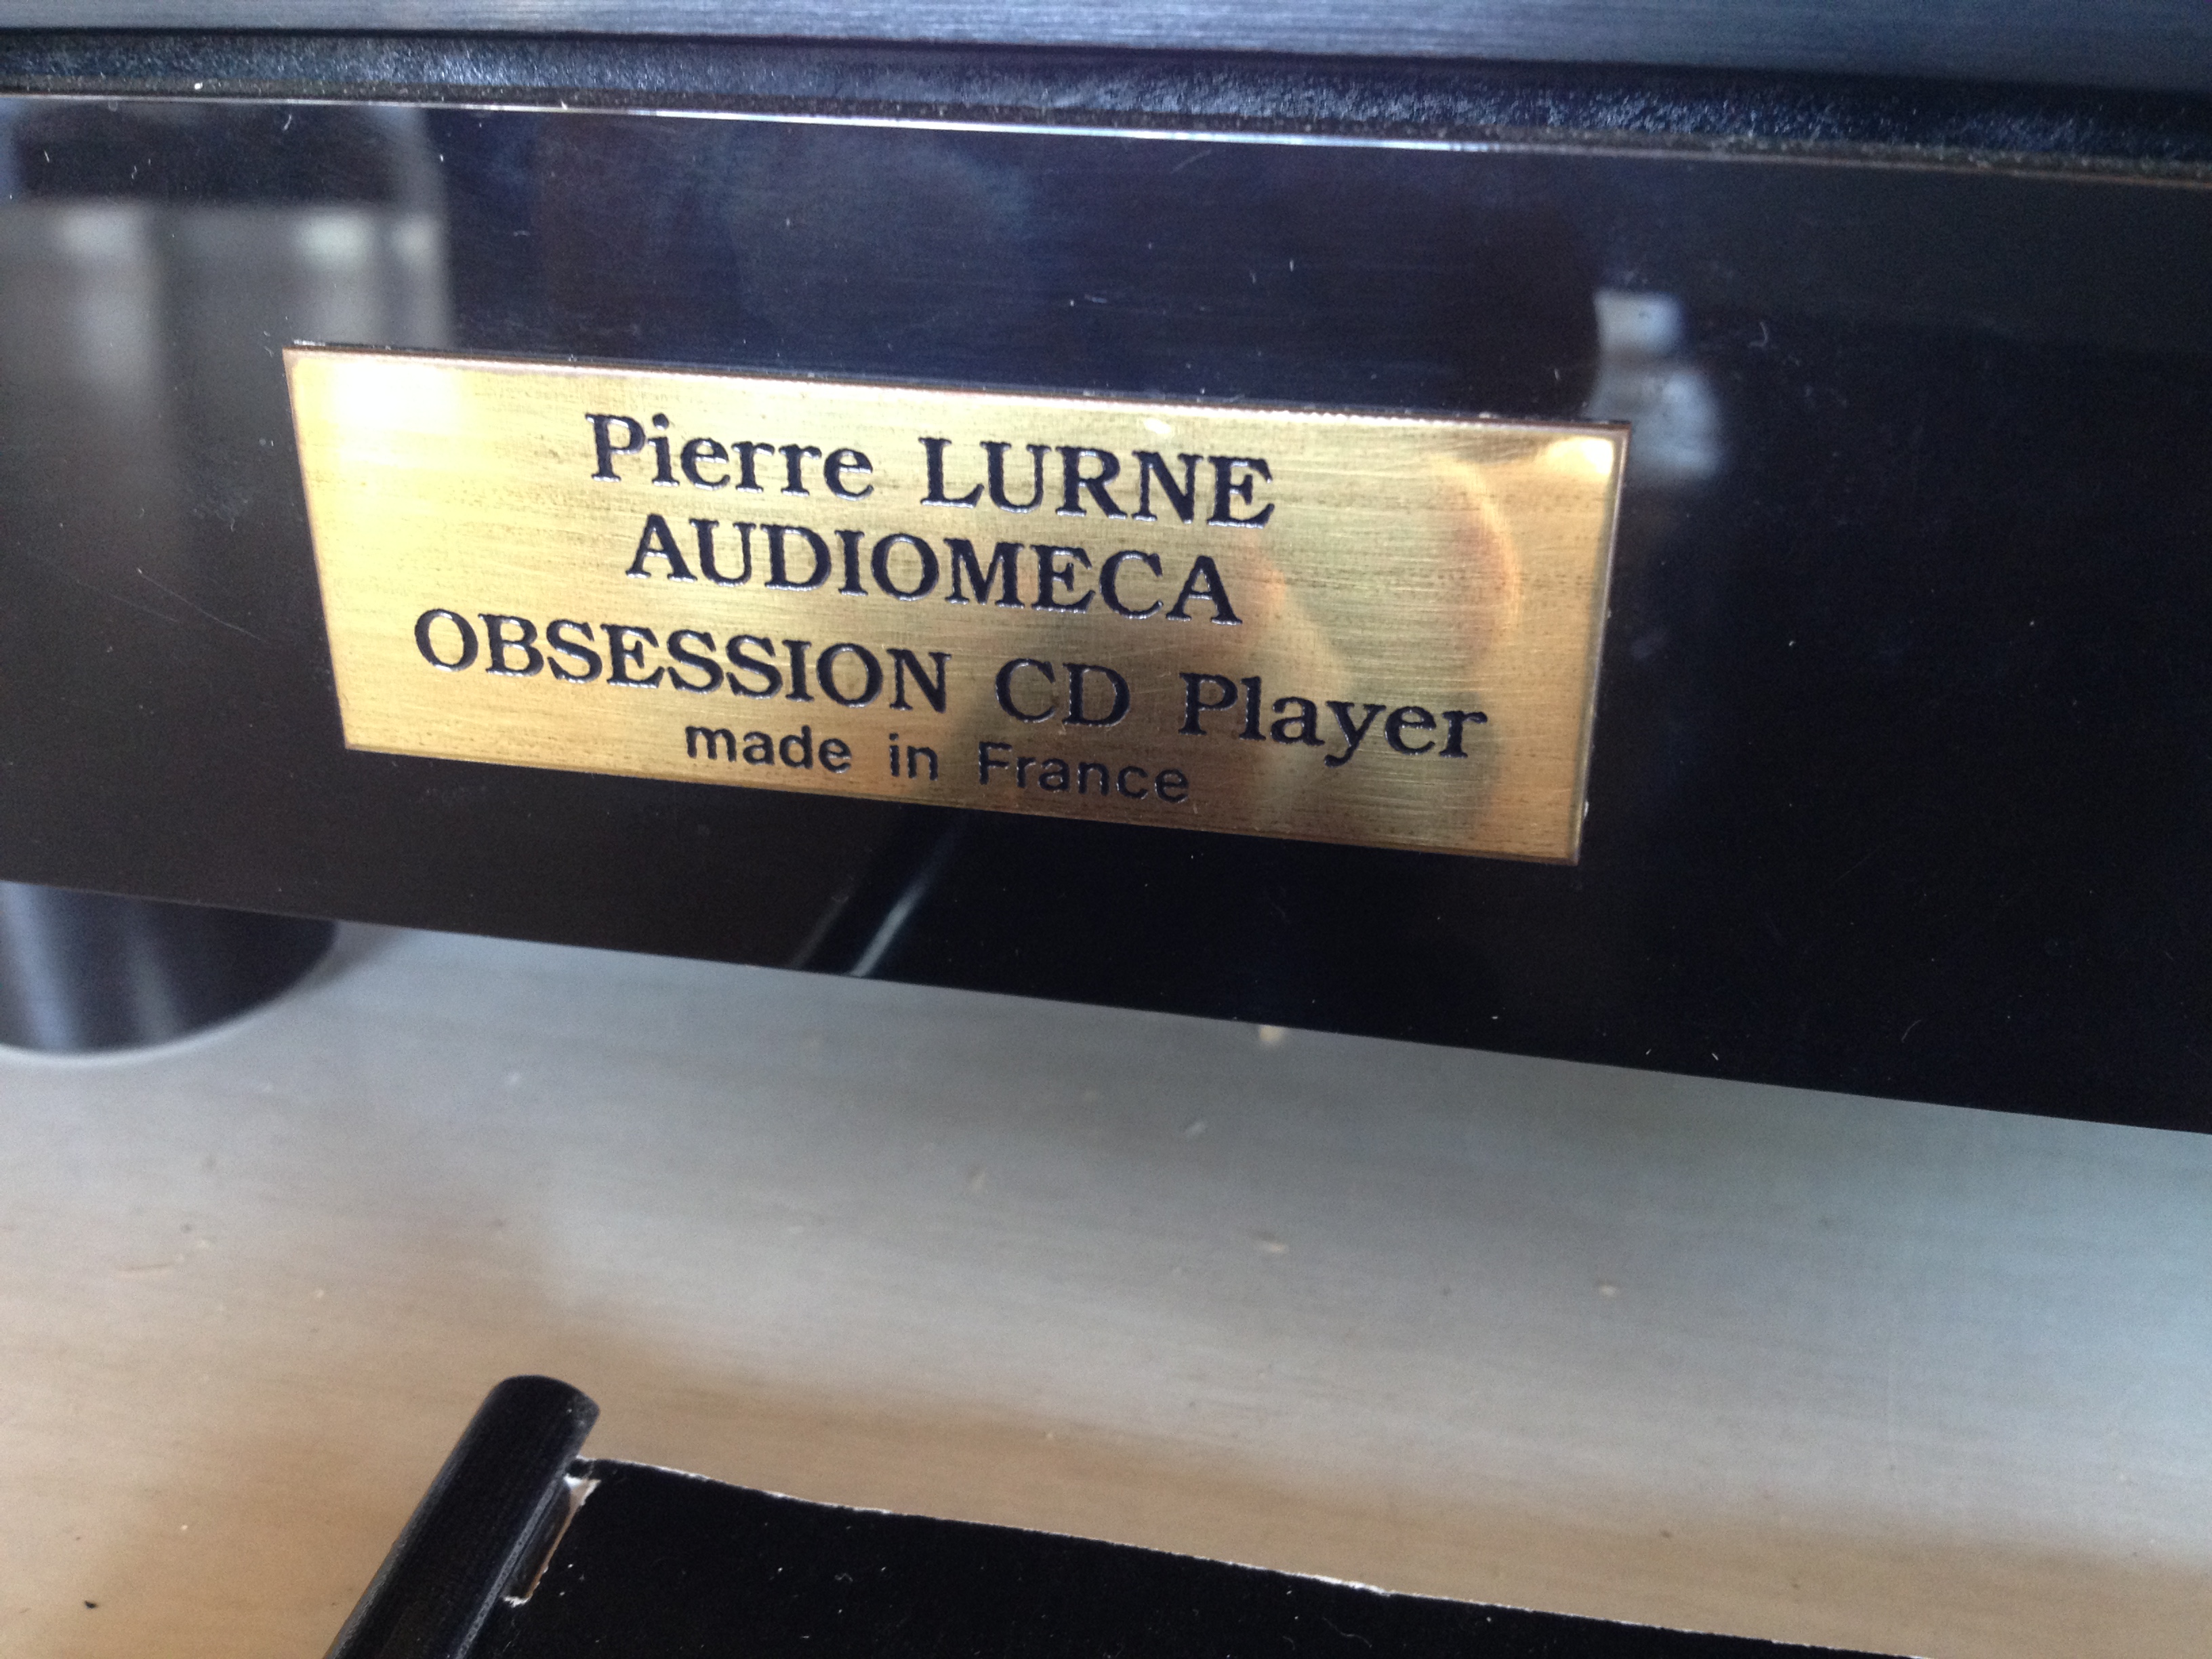 Pierre LURNE
AUDIOMECA
OBSESSION CD Player
made in France